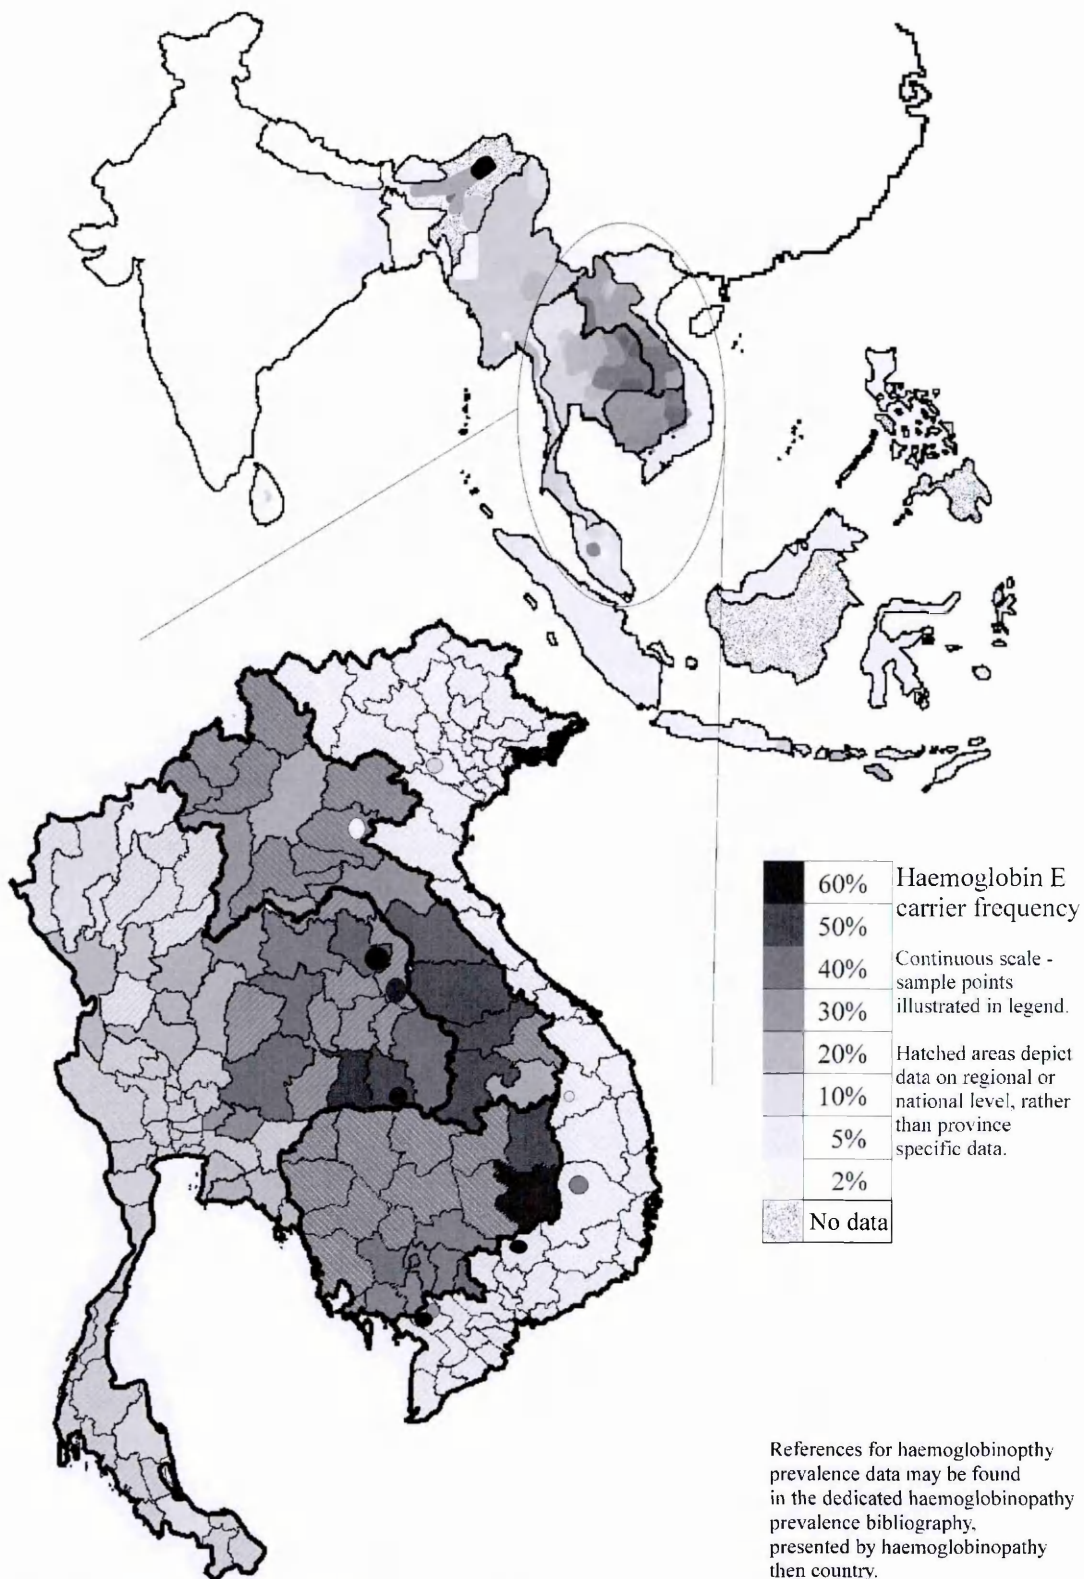 60%
50%
40%
30%
20%
10%
5%
2%
No data
Haemoglobin E
carrier frequency
Continuous scale -
sample points
illustrated in legend.
Hatched areas depict
data on regional or
national level, rather
than province
specific data.
References for haemoglobinopthy
prevalence data may be found
in the dedicated haemoglobinopathy
prevalence bibliography,
presented by haemoglobinopathy
then country.